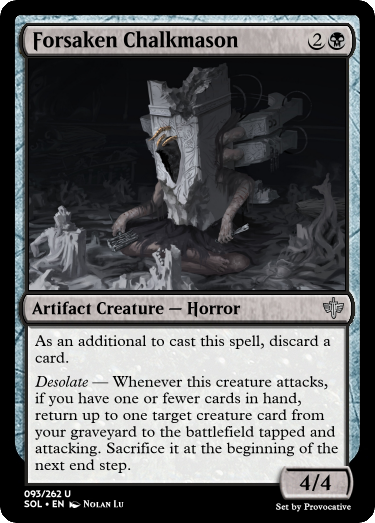 Forsaken Chalkmason 2
Artifact Creature — Horror
As an additional to cast this spell, discard a
card.
Desolate — Whenever this creature attacks,
if you have one or fewer cards in hand,
return up to one target creature card from
your graveyard to the battlefield tapped and
attacking. Sacrifice it at the beginning of the
next end step.
4/4
093/262 U
SOL • EN Nolan Lu
Set by Provocative